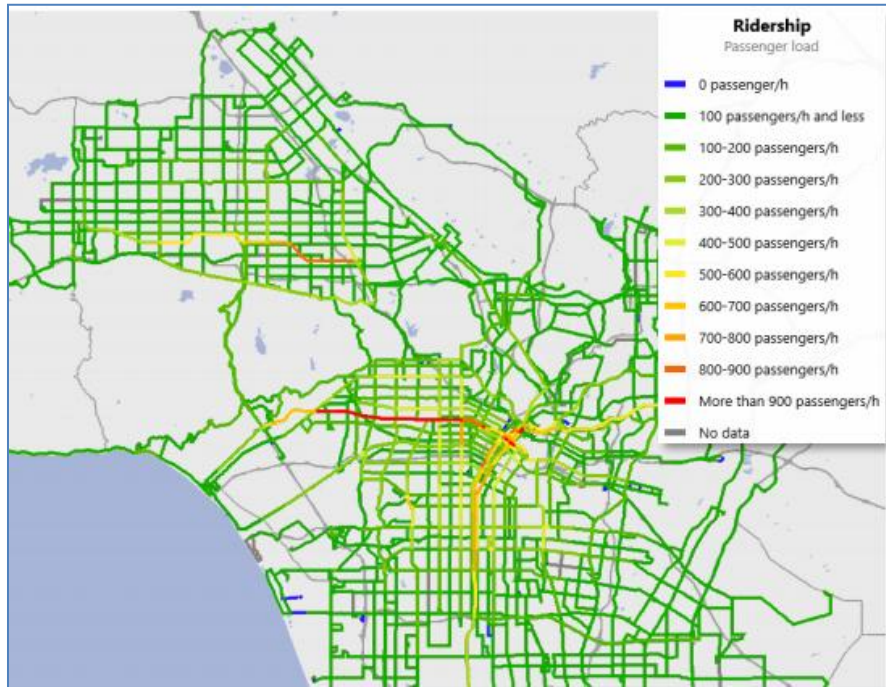 Ridership
Passenger load
0 passenger/h
100 passengers/h and less
100-200 passengers/h
200-300 passengers/h
300-400 passengers/h
400-500 passengers/h
500-600 passengers/h
600-700 passengers/h
700-800 passengers/h
800-900 passengers/h
More than 900 passengers/h
No data